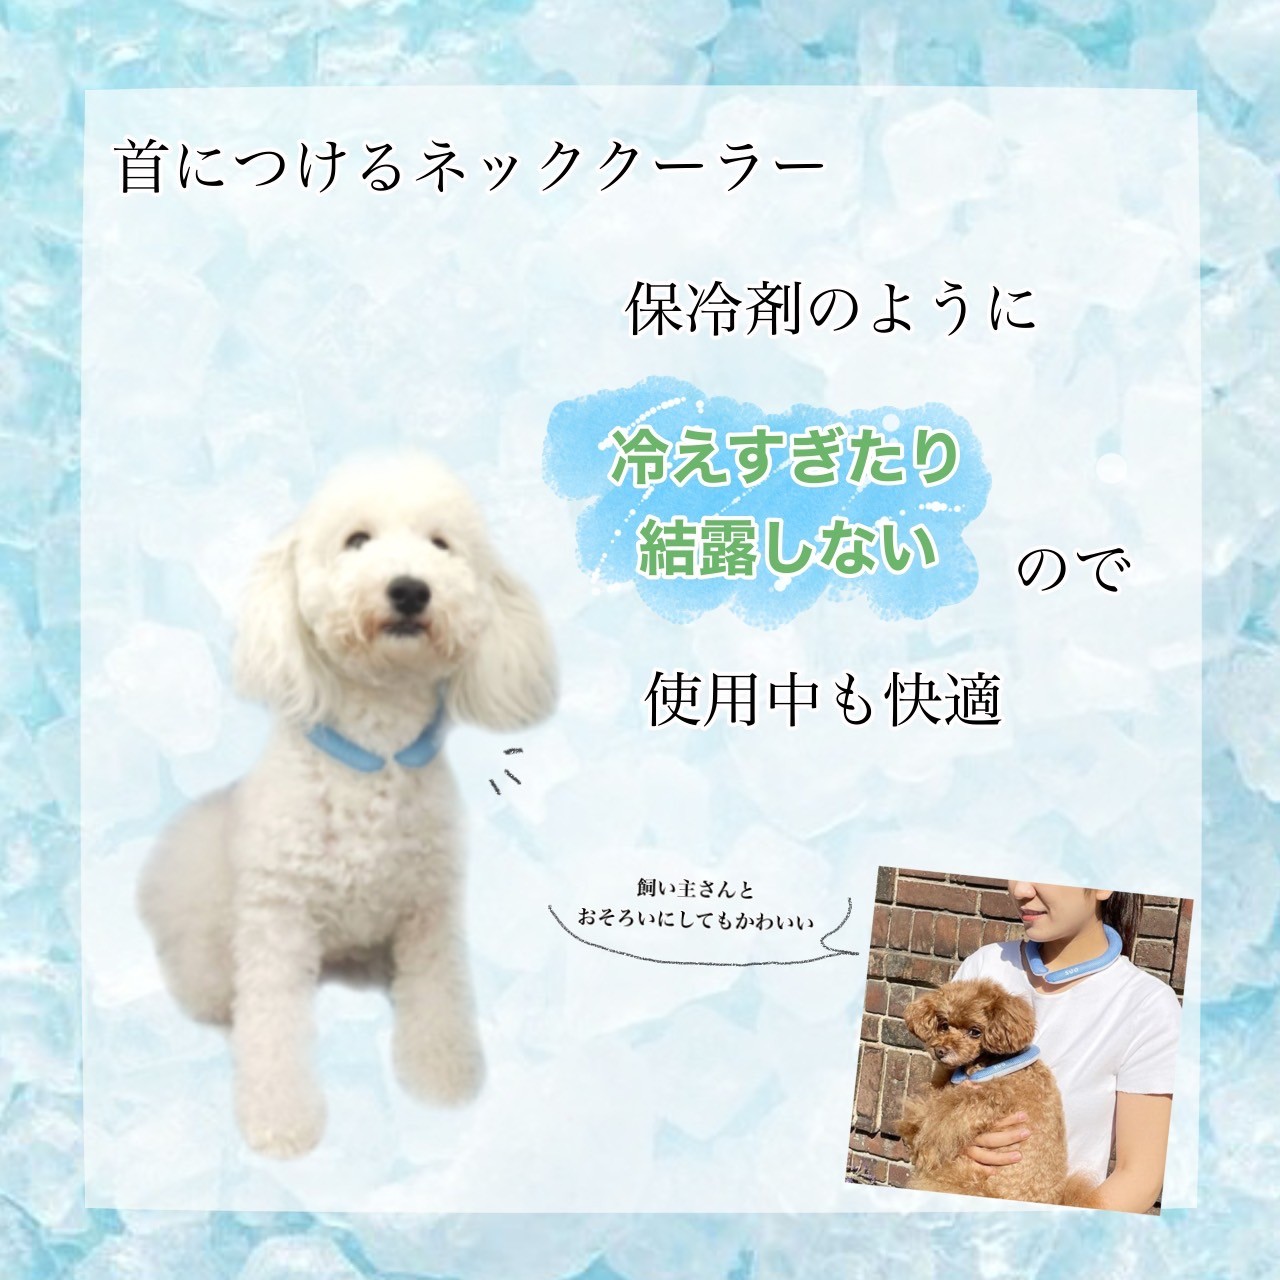 首につけるネッククーラー
保冷剤のように
冷えすぎたり
結露しない
ので
使用中も快適
飼い主さんと
おそろいにしてもかわいい